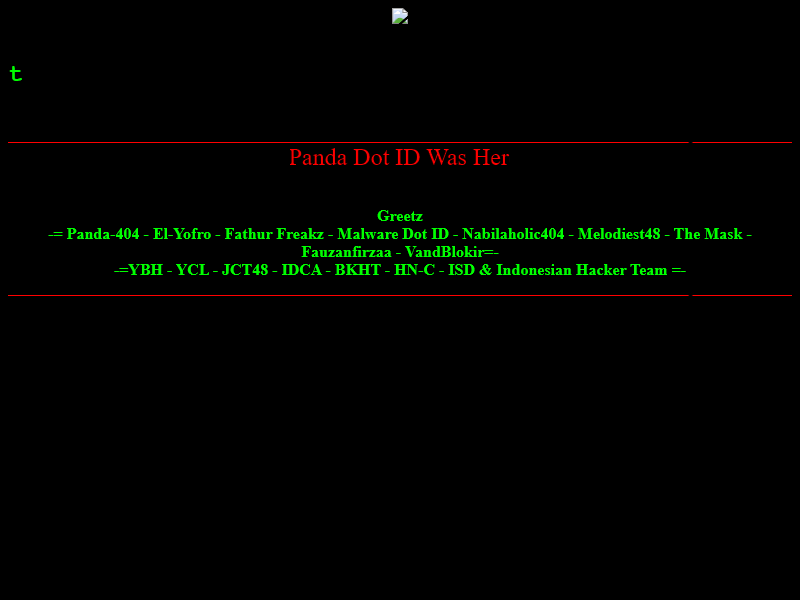 t
Panda Dot ID Was Her
Greetz
-= Panda-404 - El-Yofro - Fathur Freakz - Malware Dot ID - Nabilaholic404 - Melodiest48 - The Mask -
Fauzanfirzaa - VandBlokir=-
-=YBH - YCL - JCT48 - IDCA - BKHT - HN-C - ISD & Indonesian Hacker Team =-